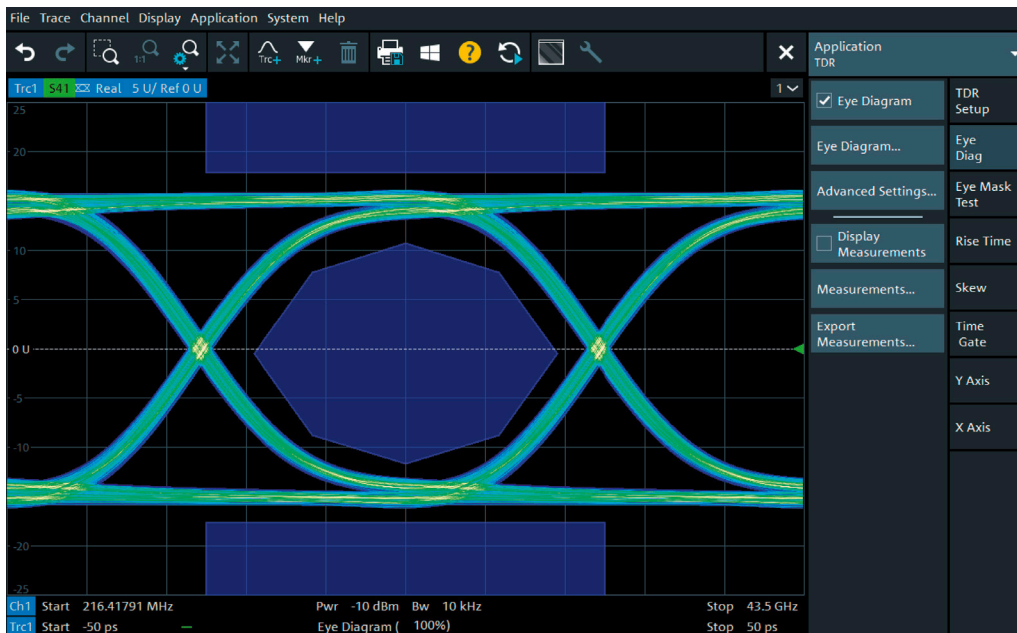 File Trace Channel Display Application System Help
1:1 Trc+ Mkr+ ?
Application
TDR
Trc1 S41 Real 5 U/ Ref 0 U 1
Eye Diagram
TDR
Setup
Eye Diagram...
Eye
Diag
Advanced Settings...
Eye Mask
Test
Display
Measurements
Rise Time
Measurements...
Skew
Export
Measurements...
Time
Gate
Y Axis
X Axis
25
20
10
5
0 U
-5
-10
-20
-25
Ch1 Start 216.41791 MHz Pwr -10 dBm Bw 10 kHz Stop 43.5 GHz
Trc1 Start -50 ps Eye Diagram ( 100%) Stop 50 ps